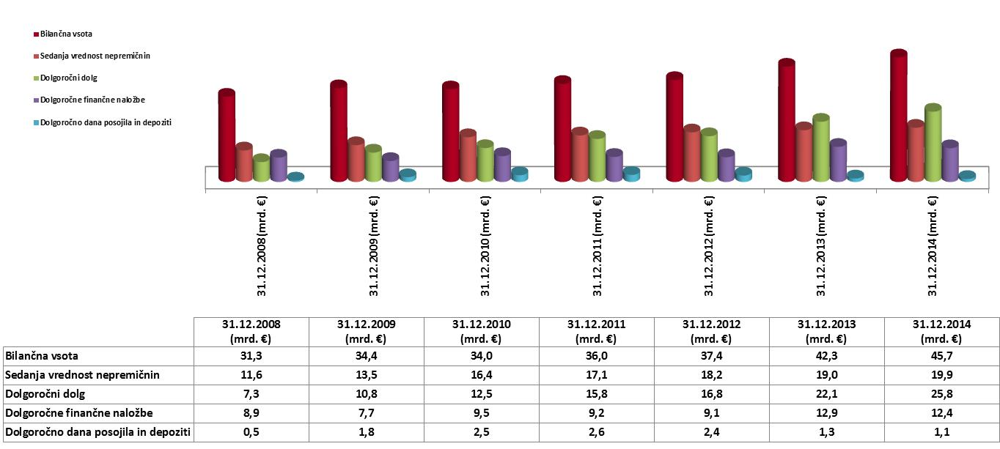 Bilančna vsota
Sedanja vrednost nepremičnin
Dolgoročni dolg
Dolgoročne finančne naložbe
Dolgoročno dana posojila in depoziti
31.12.2008 (mrd. €)
31.12.2009 (mrd. €)
31.12.2010 (mrd. €)
31.12.2011 (mrd. €)
31.12.2012 (mrd. €)
31.12.2013 (mrd. €)
31.12.2014 (mrd. €)
31.12.2008 31.12.2009 31.12.2010 31.12.2011 31.12.2012 31.12.2013 31.12.2014
(mrd. €) (mrd. €) (mrd. €) (mrd. €) (mrd. €) (mrd. €) (mrd. €)
Bilančna vsota 31,3 34,4 34,0 36,0 37,4 42,3 45,7
Sedanja vrednost nepremičnin 11,6 13,5 16,4 17,1 18,2 19,0 19,9
Dolgoročni dolg 7,3 10,8 12,5 15,8 16,8 22,1 25,8
Dolgoročne finančne naložbe 8,9 7,7 9,5 9,2 9,1 12,9 12,4
Dolgoročno dana posojila in depoziti 0,5 1,8 2,5 2,6 2,4 1,3 1,1